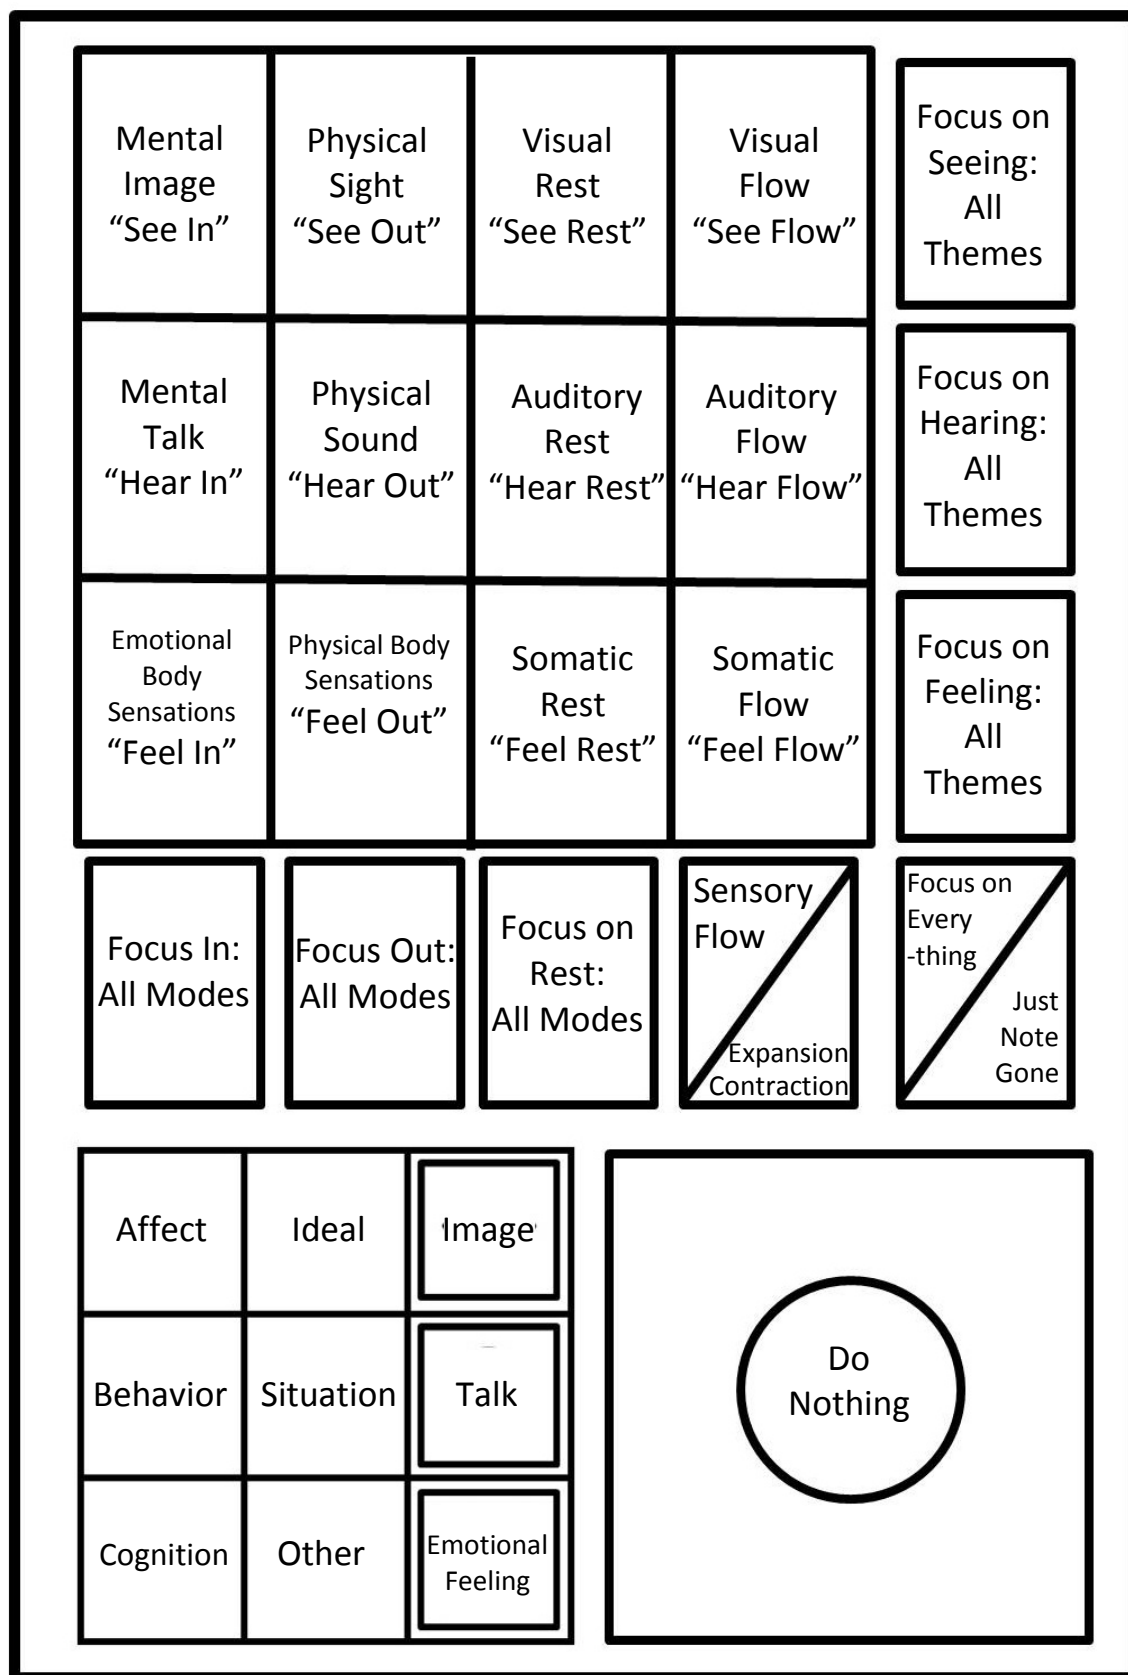 Mental
Image
“See In”
Physical
Sight
“See Out”
Visual
Rest
“See Rest”
Visual
Flow
“See Flow”
Focus on
Seeing:
All
Themes
Mental
Talk
“Hear In”
Physical
Sound
“Hear Out”
Auditory
Rest
“Hear Rest”
Auditory
Flow
“Hear Flow”
Focus on
Hearing:
All
Themes
Emotional
Body
Sensations
“Feel In”
Physical Body
Sensations
“Feel Out”
Somatic
Rest
“Feel Rest”
Somatic
Flow
“Feel Flow”
Focus on
Feeling:
All
Themes
Focus In:
All Modes
Focus Out:
All Modes
Focus on
Rest:
All Modes
Sensory
Flow
Expansion
Contraction
Focus on
Every
-thing
Just
Note
Gone
Affect
Ideal
Image
Behavior
Situation
Talk
Cognition
Other
Emotional
Feeling
Do
Nothing